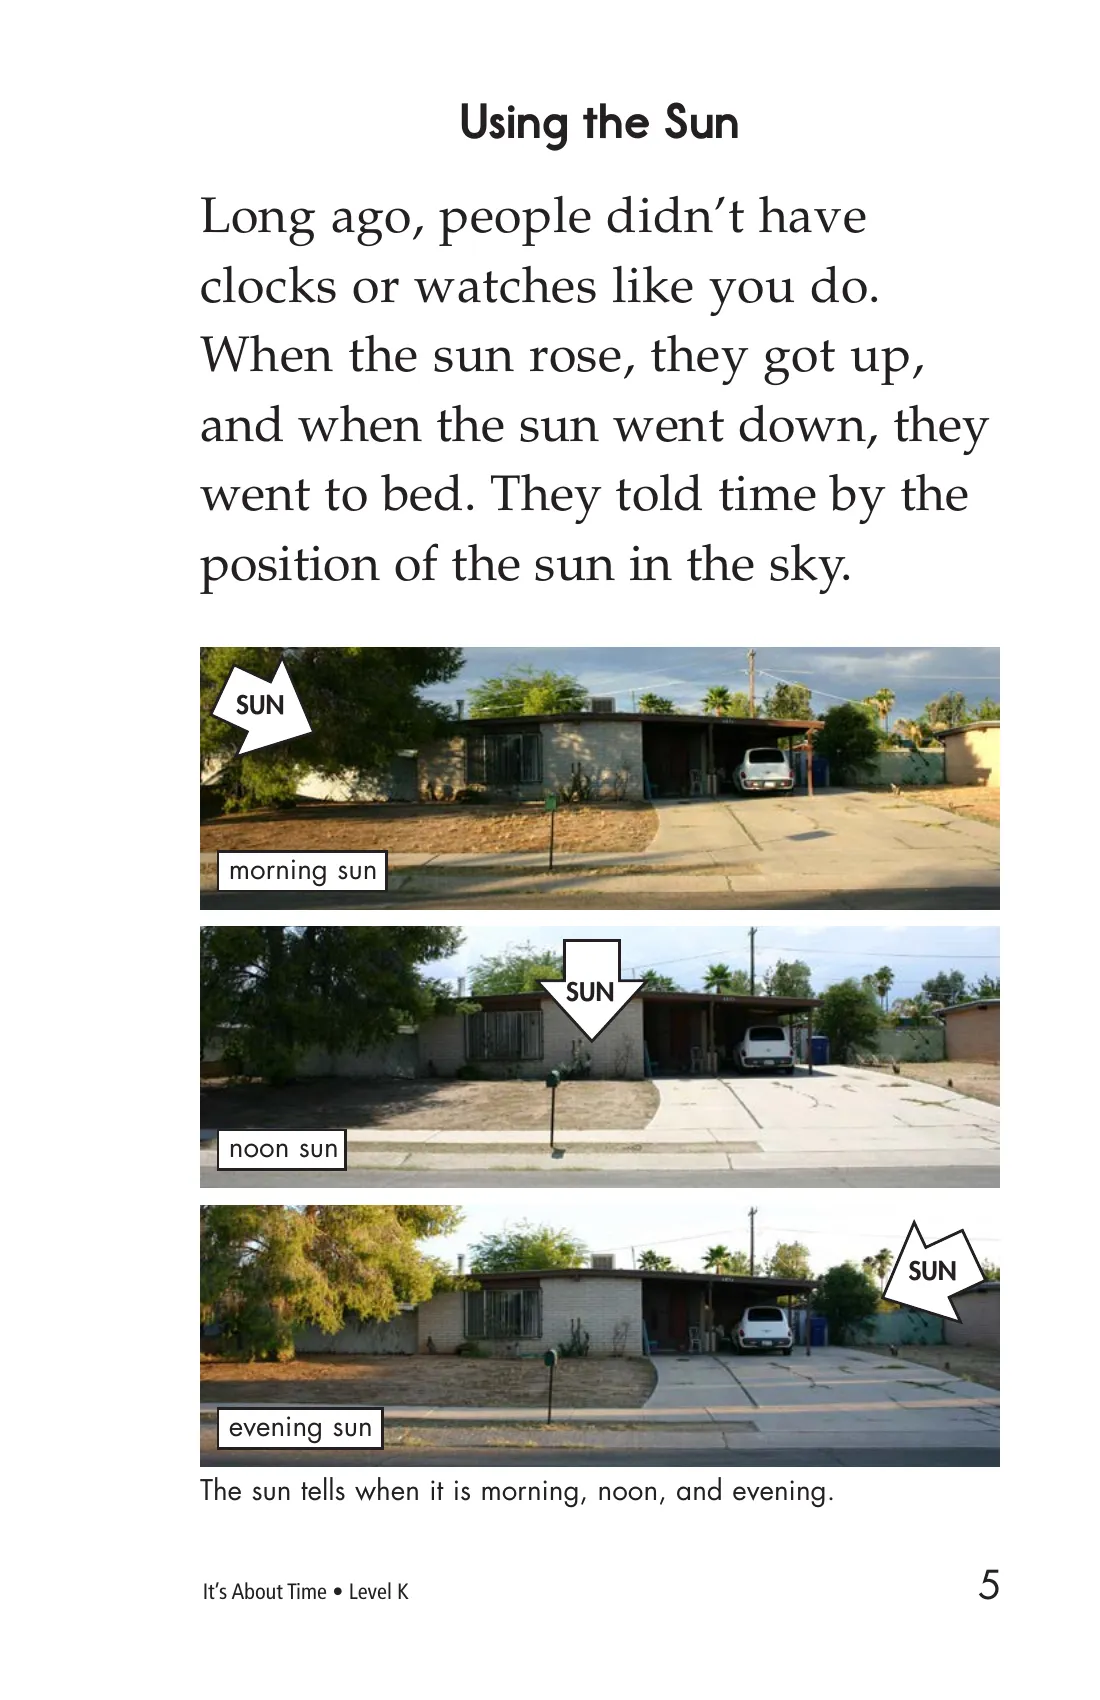 Using the Sun
Long ago, people didn’t have
clocks or watches like you do.
When the sun rose, they got up,
and when the sun went down, they
went to bed. They told time by the
position of the sun in the sky.
SUN
morning sun
SUN
noon sun
SUN
evening sun
The sun tells when it is morning, noon, and evening.
It’s About Time • Level K
5